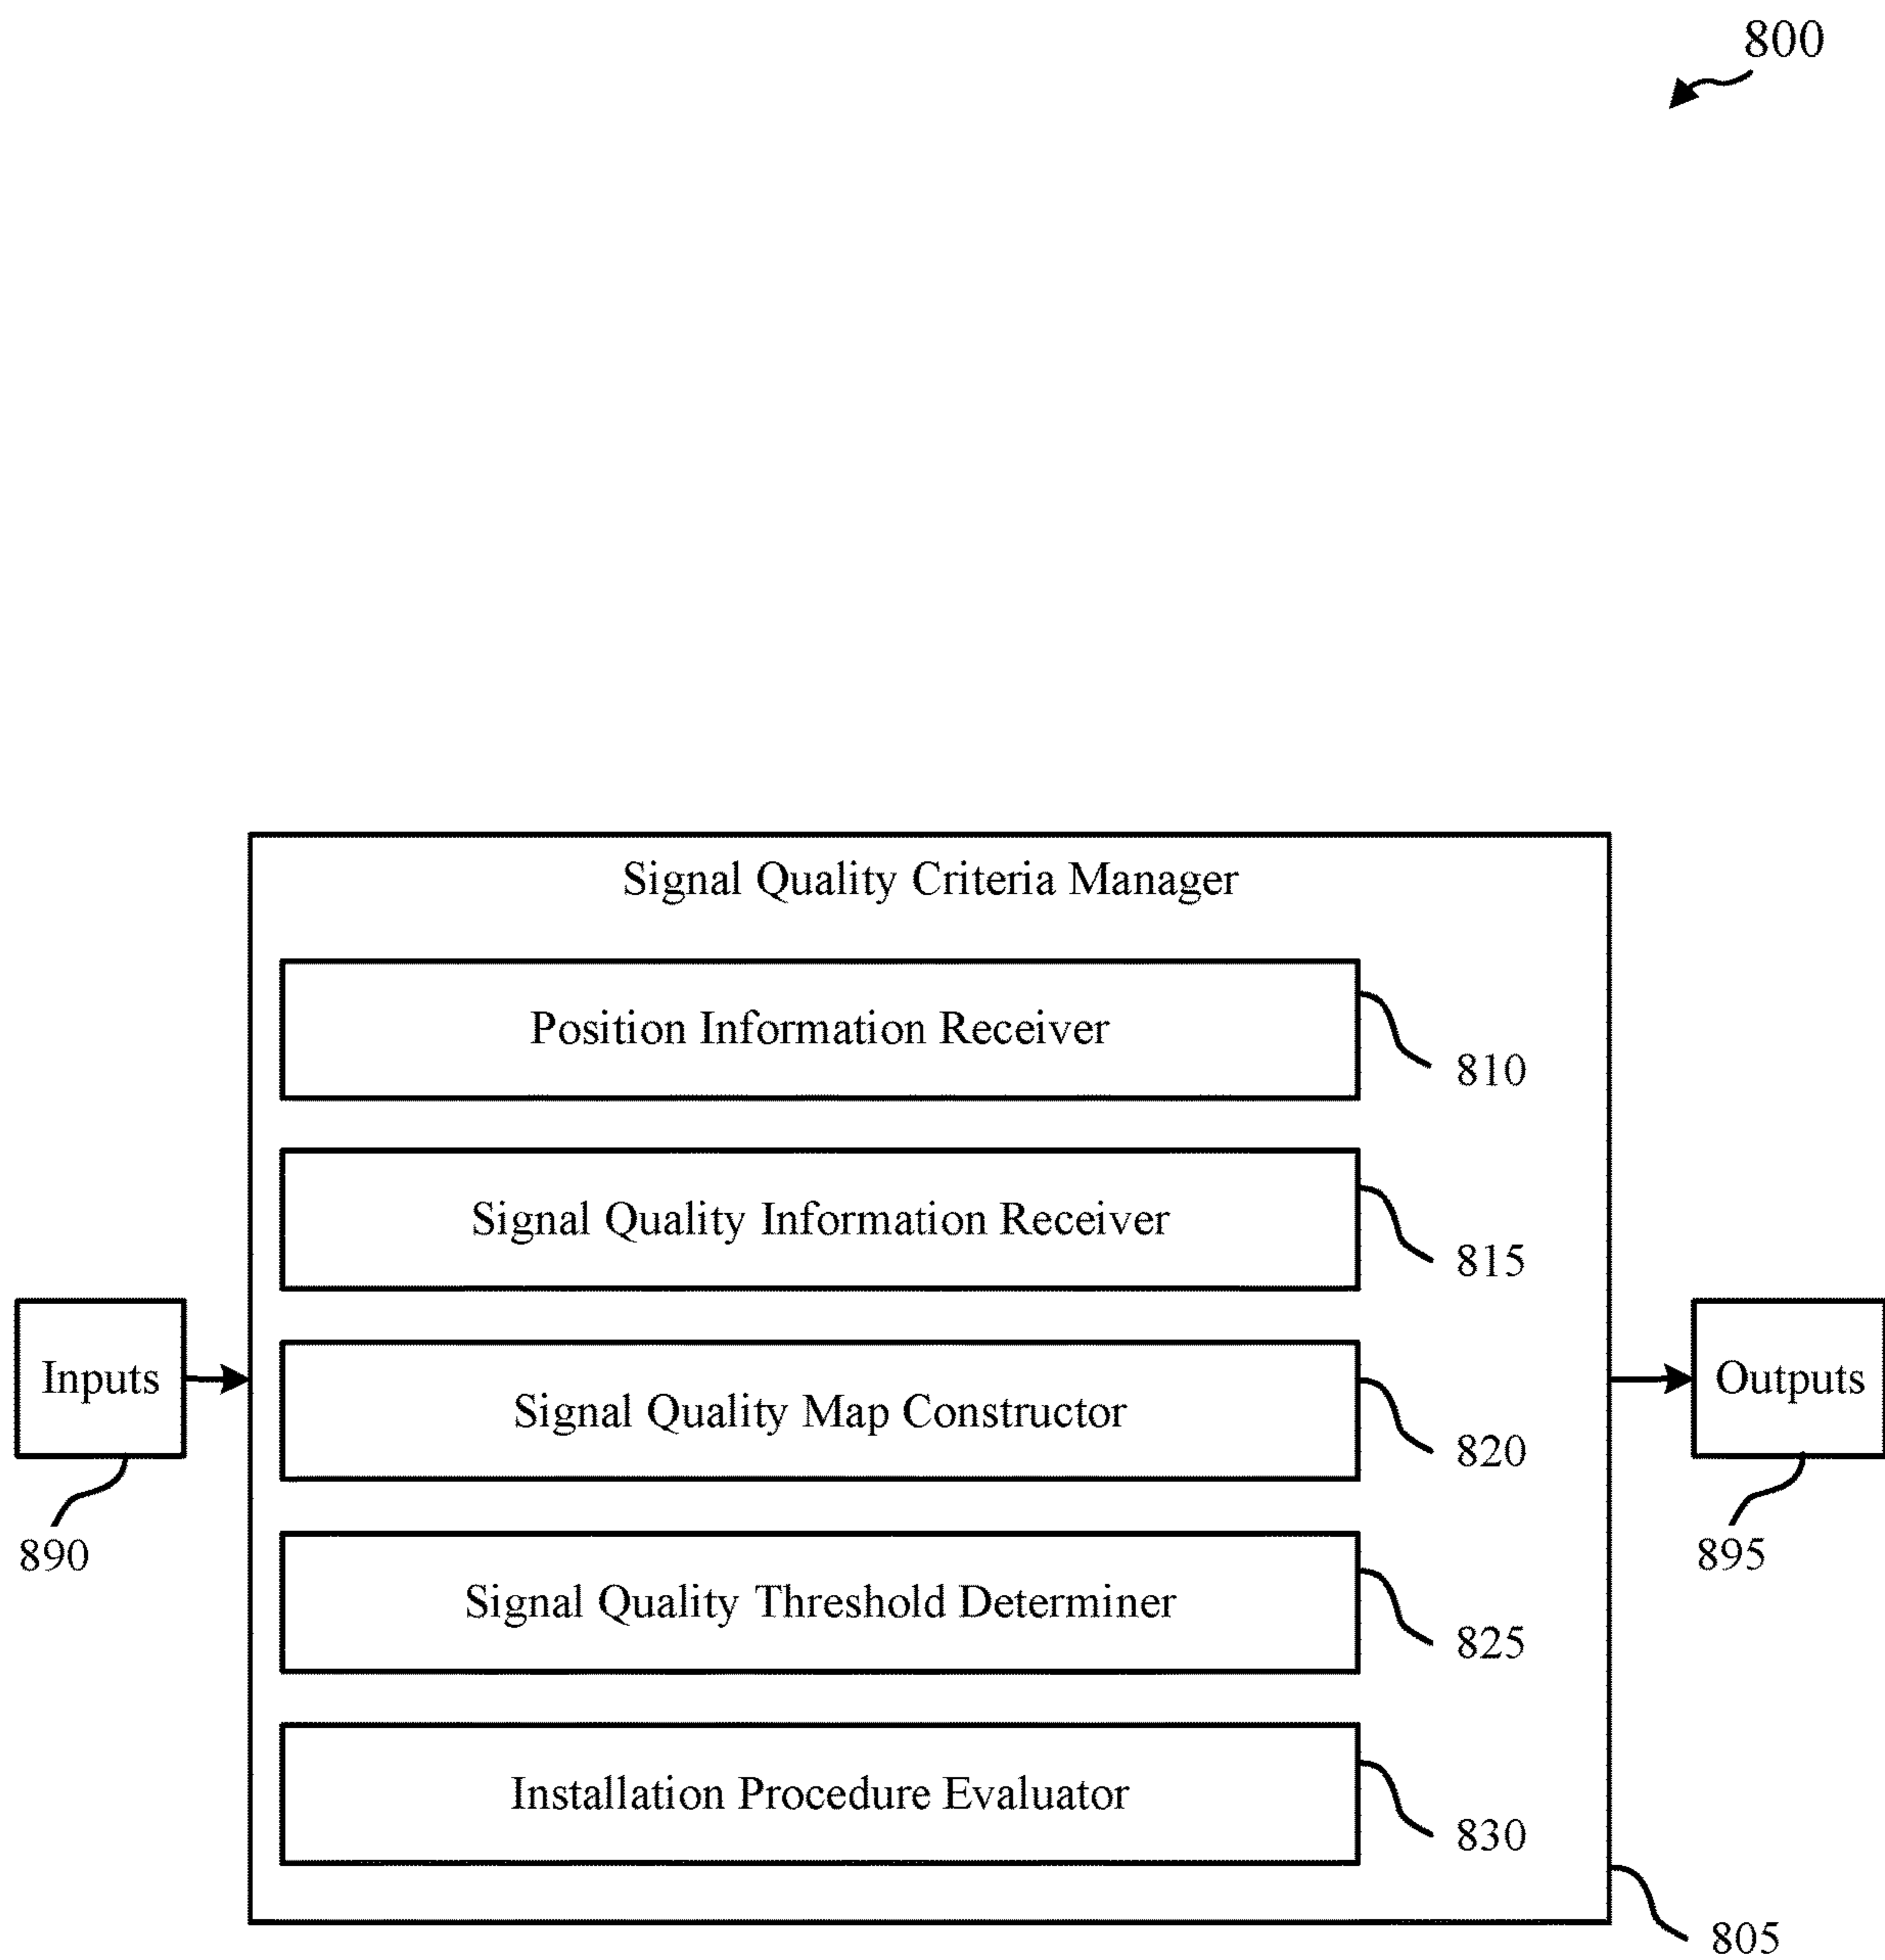 800
Signal Quality Criteria Manager
Position Information Receiver
810
Signal Quality Information Receiver
815
Inputs
Signal Quality Map Constructor
Outputs
820
890
895
Signal Quality Threshold Determiner
825
Installation Procedure Evaluator
830
805